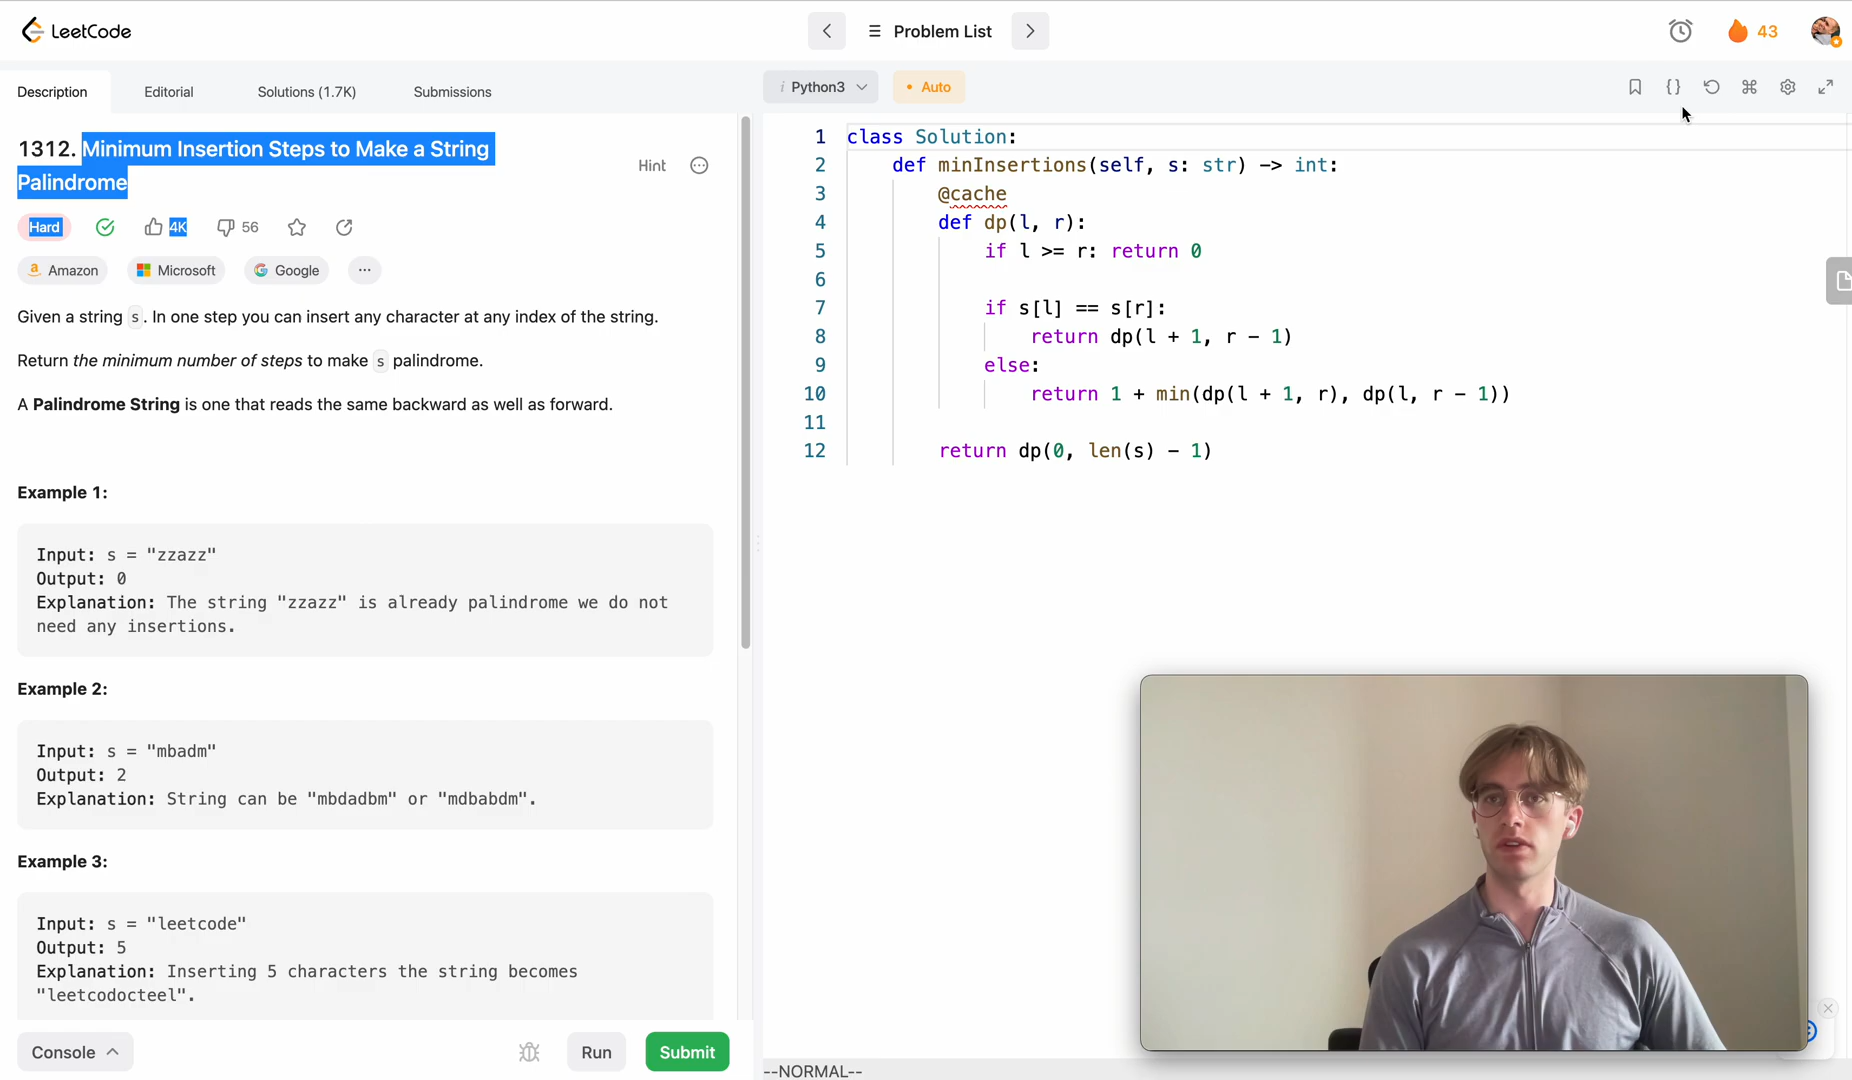 LeetCode
Problem List
43
Description
Editorial
Solutions (1.7K)
Submissions
i Python3
• Auto
1312. Minimum Insertion Steps to Make a String
Palindrome
Hint
Hard
4K
56
Amazon
Microsoft
Google
...
Given a string s. In one step you can insert any character at any index of the string.
Return the minimum number of steps to make s palindrome.
A Palindrome String is one that reads the same backward as well as forward.
Example 1:
Input: s = "zzazz"
Output: 0
Explanation: The string "zzazz" is already palindrome we do not
need any insertions.
Example 2:
Input: s = "mbadm"
Output: 2
Explanation: String can be "mbdadbm" or "mdbabdm".
Example 3:
Input: s = "leetcode"
Output: 5
Explanation: Inserting 5 characters the string becomes
"leetcodocteel".
Console
Run
Submit
1 class Solution:
2 def minInsertions(self, s: str) -> int:
3 @cache
4 def dp(l, r):
5 if l >= r: return 0
6
7 if s[l] == s[r]:
8 return dp(l + 1, r - 1)
9 else:
10 return 1 + min(dp(l + 1, r), dp(l, r - 1))
11
12 return dp(0, len(s) - 1)
--NORMAL--